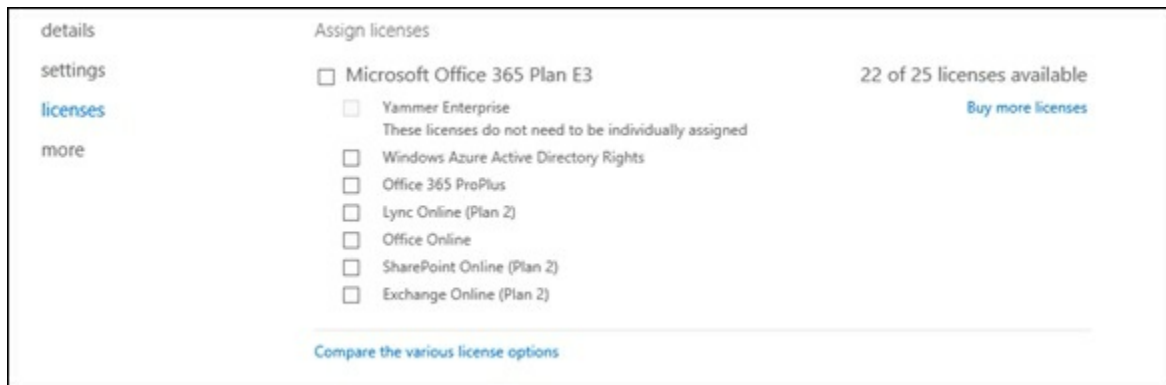 details
settings
licenses
more
Assign licenses
Microsoft Office 365 Plan E3
22 of 25 licenses available
Buy more licenses
Yammer Enterprise
These licenses do not need to be individually assigned
Windows Azure Active Directory Rights
Office 365 ProPlus
Lync Online (Plan 2)
Office Online
SharePoint Online (Plan 2)
Exchange Online (Plan 2)
Compare the various license options